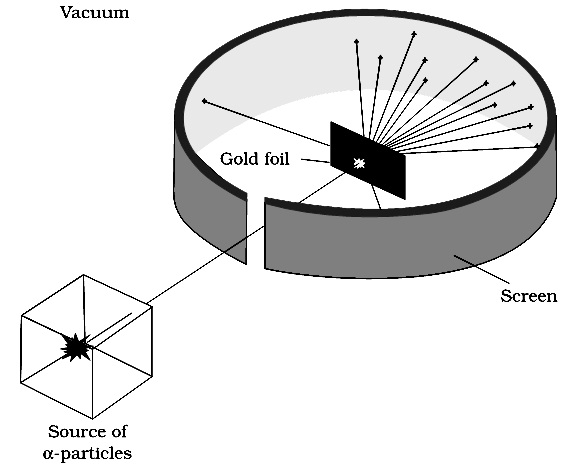 Vacuum
Gold foil
Screen
Source of
α-particles